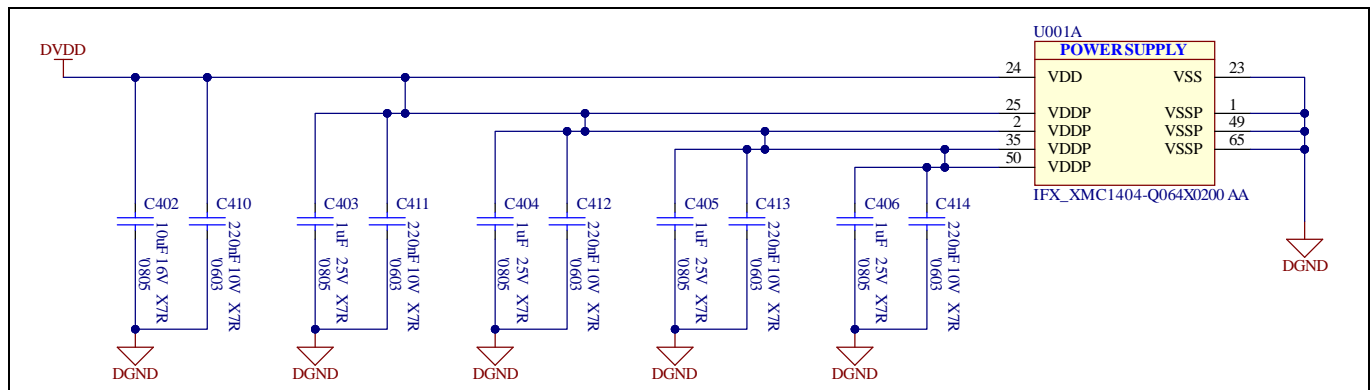 U001A
POWER SUPPLY
DVDD
24 VDD VSS 23
25 VDDP VSSP 1
2 VDDP VSSP 49
35 VDDP VSSP 65
50 VDDP
IFX_XMC1404-Q064X0200 AA
C402
10uF 16V X7R
'0805
C410
220nF 10V X7R
'0603
C403
1uF 25V X7R
'0805
C411
220nF 10V X7R
'0603
C404
1uF 25V X7R
'0805
C412
220nF 10V X7R
'0603
C405
1uF 25V X7R
'0805
C413
220nF 10V X7R
'0603
C406
1uF 25V X7R
'0805
C414
220nF 10V X7R
'0603
DGND
DGND
DGND
DGND
DGND
DGND